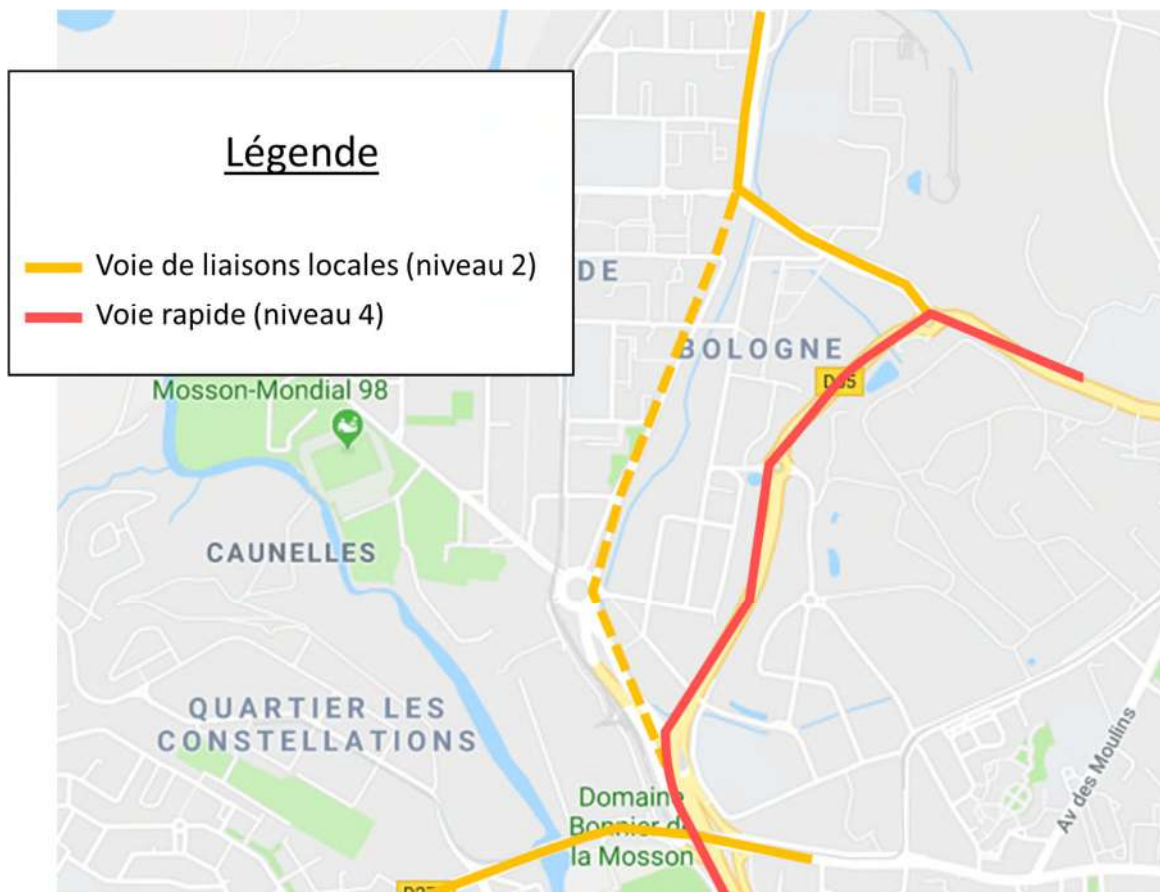 Légende
Voie de liaisons locales (niveau 2)
Voie rapide (niveau 4)
DE
BOLOGNE
Mosson-Mondial 98
CAUNELLES
QUARTIER LES
CONSTELLATIONS
Domaine
Bonnier de
la Mosson
Av des Moulins